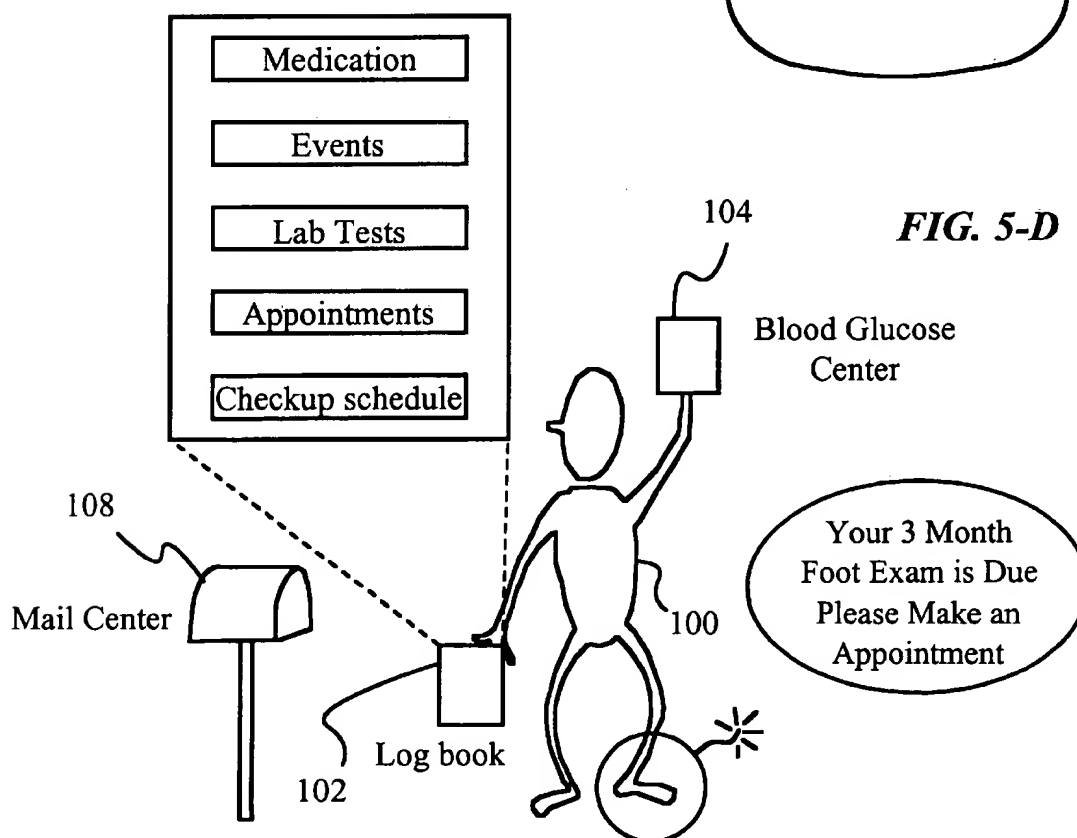 Medication
Events
Lab Tests
Appointments
Checkup schedule
104
FIG. 5-D
Blood Glucose
Center
108
Mail Center
100
Your 3 Month
Foot Exam is Due
Please Make an
Appointment
Log book
102